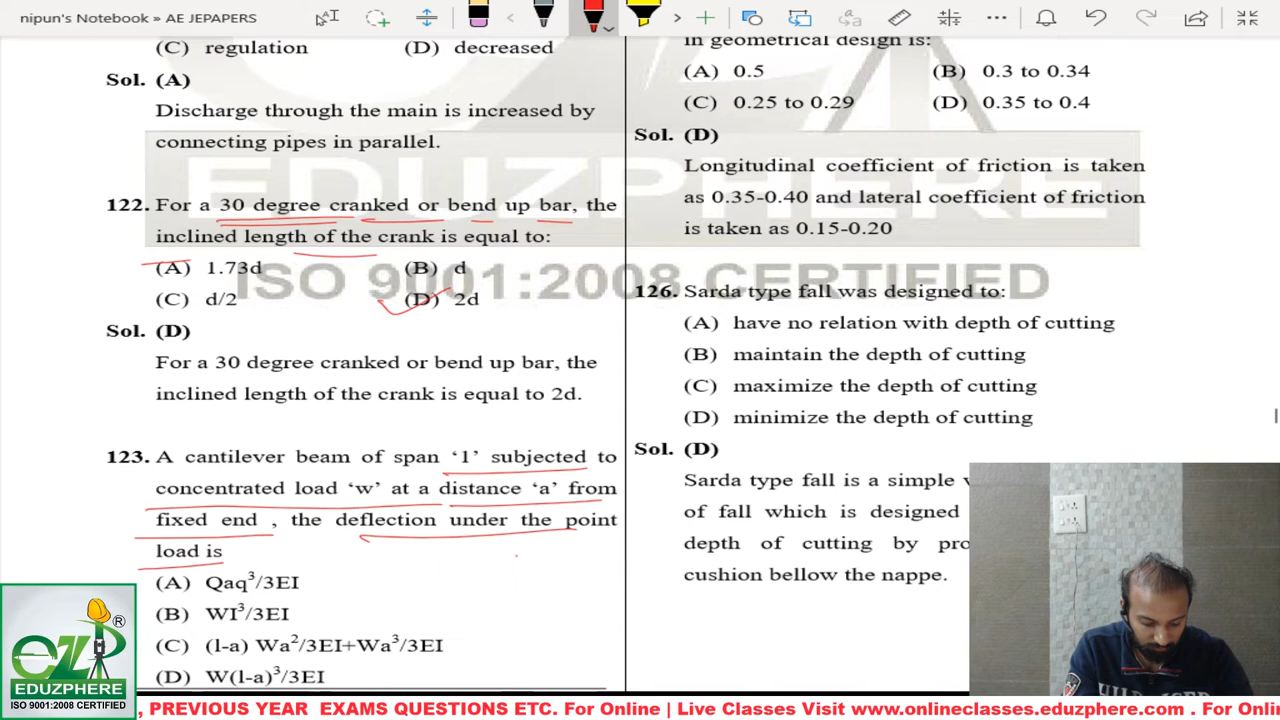 nipun's Notebook » AE JEPAPERS
(C) regulation (D) decreased
Sol. (A)
Discharge through the main is increased by
connecting pipes in parallel.
122. For a 30 degree cranked or bend up bar, the
inclined length of the crank is equal to:
(A) 1.73d (B) d
(C) d/2 (D) 2d
Sol. (D)
For a 30 degree cranked or bend up bar, the
inclined length of the crank is equal to 2d.
123. A cantilever beam of span ‘l’ subjected to
concentrated load ‘w’ at a distance ‘a’ from
fixed end , the deflection under the point
load is
(A) Qaq³/3EI
(B) WI³/3EI
(C) (l-a) Wa²/3EI+Wa³/3EI
(D) W(l-a)³/3EI
in geometrical design is:
(A) 0.5 (B) 0.3 to 0.34
(C) 0.25 to 0.29 (D) 0.35 to 0.4
Sol. (D)
Longitudinal coefficient of friction is taken
as 0.35-0.40 and lateral coefficient of friction
is taken as 0.15-0.20
126. Sarda type fall was designed to:
(A) have no relation with depth of cutting
(B) maintain the depth of cutting
(C) maximize the depth of cutting
(D) minimize the depth of cutting
Sol. (D)
Sarda type fall is a simple
of fall which is designed
depth of cutting by pro
cushion bellow the nappe.
EDUZPHERE
ISO 9001:2008 CERTIFIED
ezp ®
EDUZPHERE
ISO 9001:2008 CERTIFIED
, PREVIOUS YEAR EXAMS QUESTIONS ETC. For Online | Live Classes Visit www.onlineclasses.eduzphere.com . For Onli